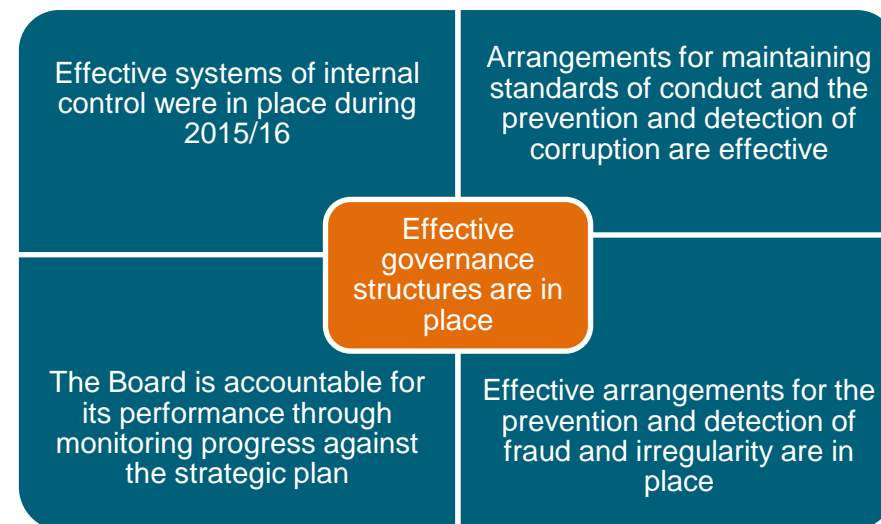 Effective systems of internal
control were in place during
2015/16
Arrangements for maintaining
standards of conduct and the
prevention and detection of
corruption are effective
Effective
governance
structures are in
place
The Board is accountable for
its performance through
monitoring progress against
the strategic plan
Effective arrangements for the
prevention and detection of
fraud and irregularity are in
place